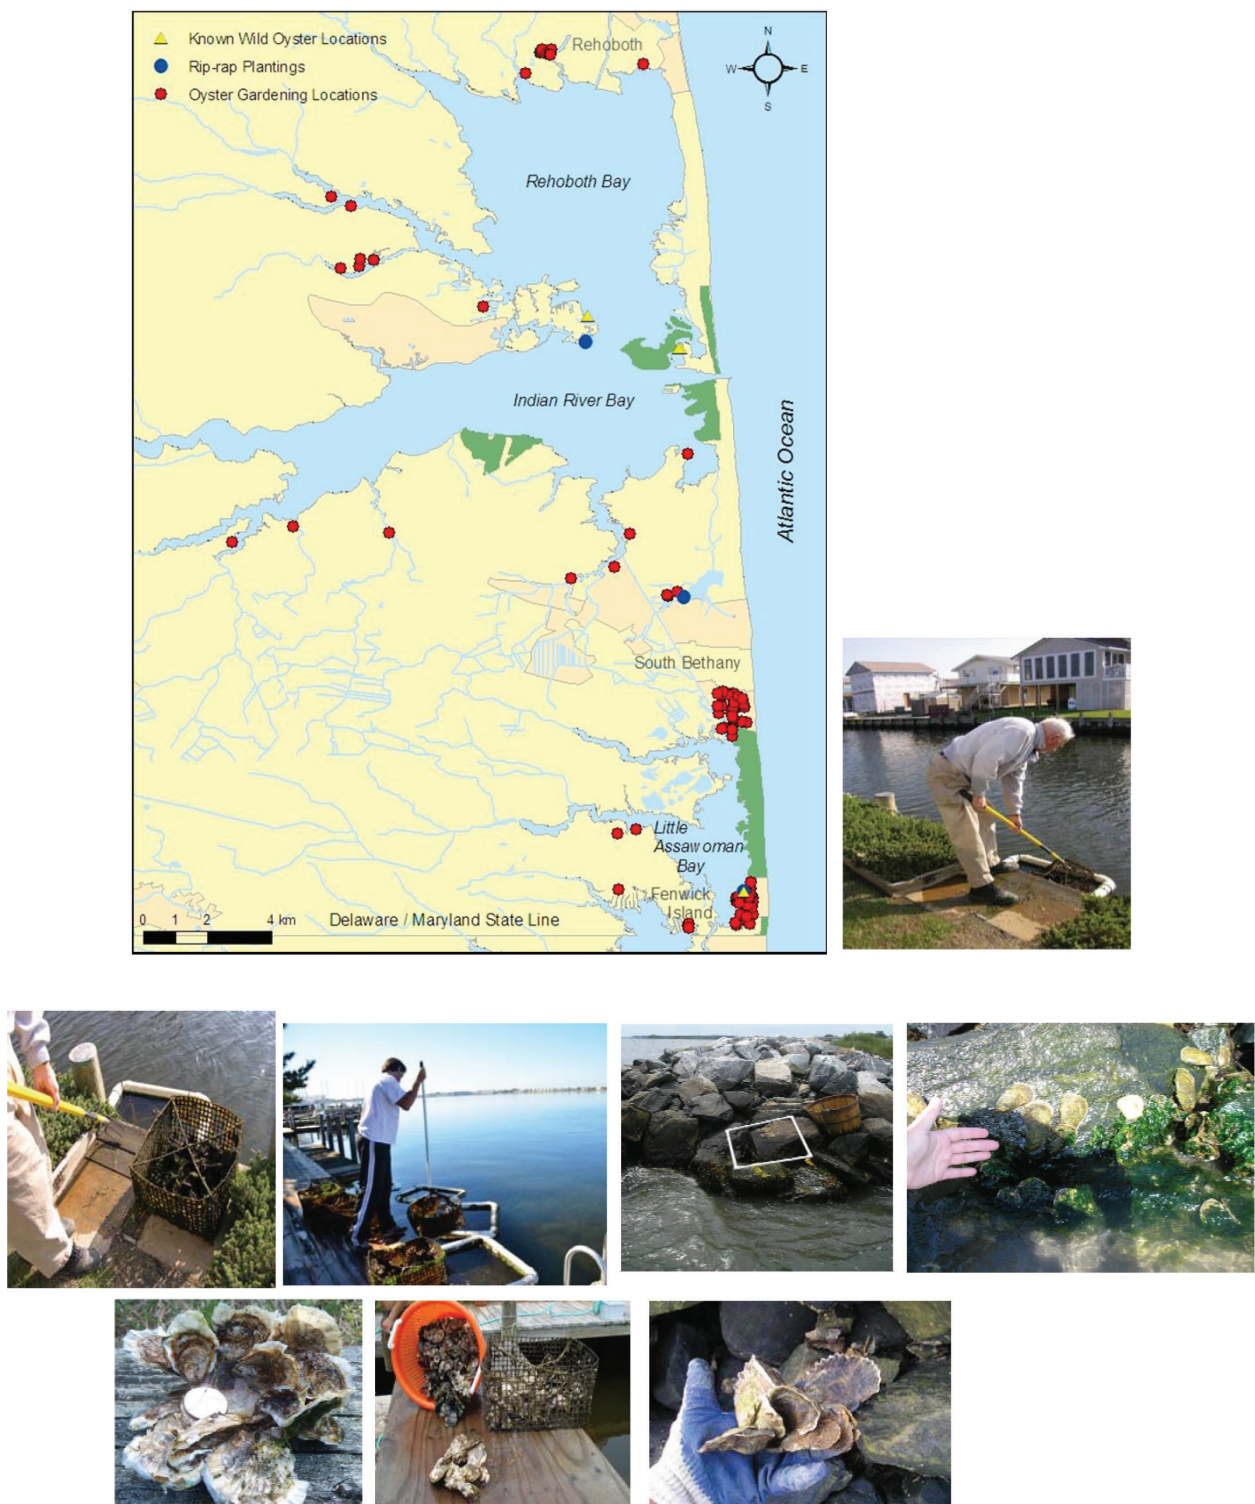 Known Wild Oyster Locations
Rip-rap Plantings
Oyster Gardening Locations
Rehoboth
N
W
E
S
Rehoboth Bay
Indian River Bay
Atlantic Ocean
South Bethany
Little
Assawoman
Bay
Fenwick
Island
0 1 2 4 km
Delaware / Maryland State Line